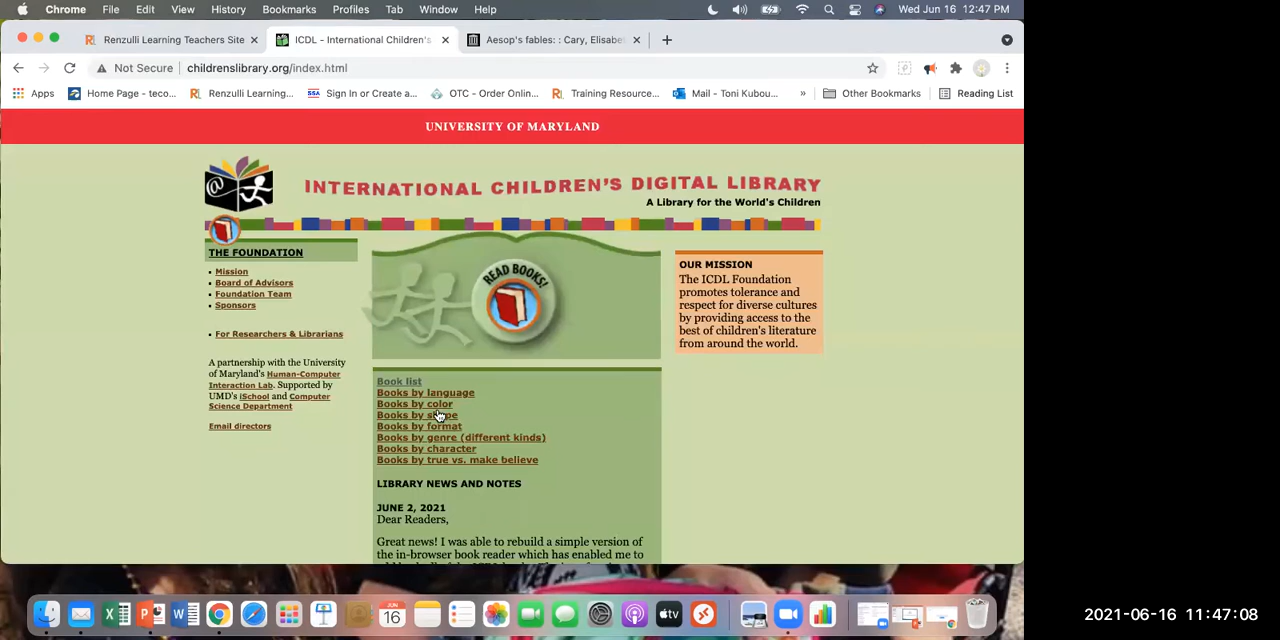 Chrome File Edit View History Bookmarks Profiles Tab Window Help Wed Jun 16 12:47 PM
Renzulli Learning Teachers Site
ICDL - International Children's
Aesop's fables: : Cary, Elisabe
Not Secure childrenslibrary.org/index.html
Apps Home Page - teco... Renzulli Learning... SSA Sign In or Create a... OTC - Order Onlin... Training Resource... Mail - Toni Kubou... » Other Bookmarks Reading List
UNIVERSITY OF MARYLAND
INTERNATIONAL CHILDREN'S DIGITAL LIBRARY
A Library for the World's Children
THE FOUNDATION
• Mission
• Board of Advisors
• Foundation Team
• Sponsors
• For Researchers & Librarians
A partnership with the University
of Maryland's Human-Computer
Interaction Lab. Supported by
UMD's iSchool and Computer
Science Department
Email directors
READ BOOKS!
Book list
Books by language
Books by color
Books by shape
Books by format
Books by genre (different kinds)
Books by character
Books by true vs. make believe
LIBRARY NEWS AND NOTES
JUNE 2, 2021
Dear Readers,
Great news! I was able to rebuild a simple version of
the in-browser book reader which has enabled me to
OUR MISSION
The ICDL Foundation
promotes tolerance and
respect for diverse cultures
by providing access to the
best of children's literature
from around the world.
JUN
16
tv
2021-06-16 11:47:08